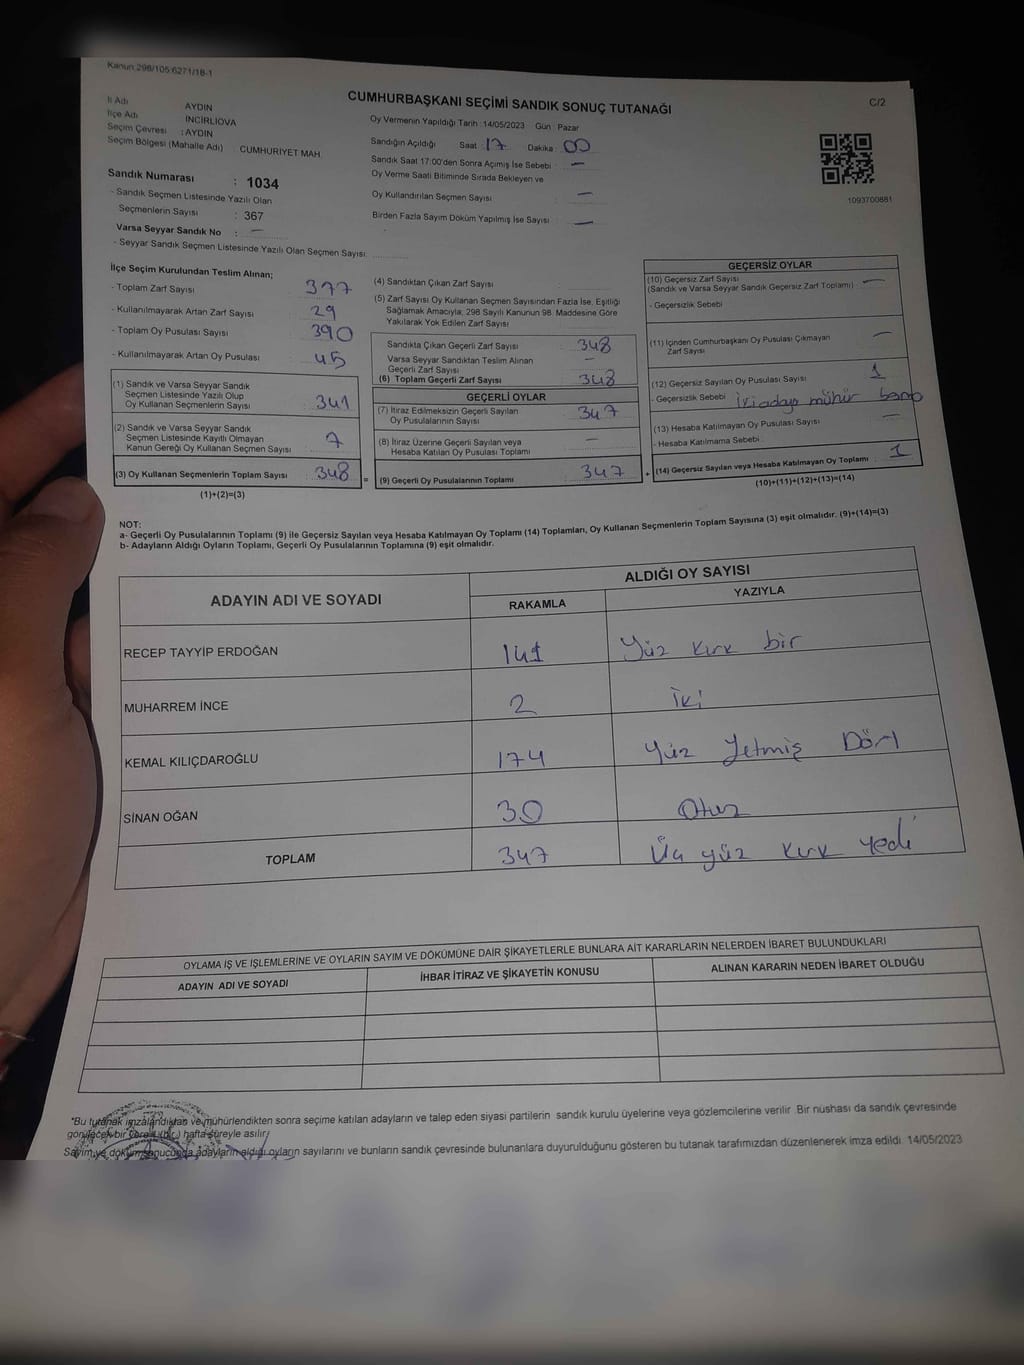 Kanun:298/105:6271/18-1
CUMHURBAŞKANI SEÇİMİ SANDIK SONUÇ TUTANAĞI
C/2
İl Adı AYDIN
İlçe Adı İNCİRLİOVA
Seçim Çevresi : AYDIN
Seçim Bölgesi (Mahalle Adı) CUMHURİYET MAH.
Sandık Numarası : 1034
- Sandık Seçmen Listesinde Yazılı Olan
Seçmenlerin Sayısı : 367
Varsa Seyyar Sandık No : —
- Seyyar Sandık Seçmen Listesinde Yazılı Olan Seçmen Sayısı:
Oy Vermenin Yapıldığı Tarih :14/05/2023 Gün : Pazar
Sandığın Açıldığı Saat : 17 Dakika : 00
Sandık Saat 17:00'den Sonra Açımış İse Sebebi : —
Oy Verme Saati Bitiminde Sırada Bekleyen ve
Oy Kullandırılan Seçmen Sayısı : —
Birden Fazla Sayım Döküm Yapılmış İse Sayısı : —
1093700881
İlçe Seçim Kurulundan Teslim Alınan;
- Toplam Zarf Sayısı 377
- Kullanılmayarak Artan Zarf Sayısı 29
- Toplam Oy Pusulası Sayısı 390
- Kullanılmayarak Artan Oy Pusulası 45
(1) Sandık ve Varsa Seyyar Sandık
Seçmen Listesinde Yazılı Olup
Oy Kullanan Seçmenlerin Sayısı 341
(2) Sandık ve Varsa Seyyar Sandık
Seçmen Listesinde Kayıtlı Olmayan
Kanun Gereği Oy Kullanan Seçmen Sayısı 7
(3) Oy Kullanan Seçmenlerin Toplam Sayısı 348
(1)+(2)=(3)
(4) Sandıktan Çıkan Zarf Sayısı
(5) Zarf Sayısı Oy Kullanan Seçmen Sayısından Fazla İse, Eşitliği
Sağlamak Amacıyla; 298 Sayılı Kanunun 98. Maddesine Göre
Yakılarak Yok Edilen Zarf Sayısı
Sandıkta Çıkan Geçerli Zarf Sayısı 348
Varsa Seyyar Sandıktan Teslim Alınan
Geçerli Zarf Sayısı —
(6) Toplam Geçerli Zarf Sayısı 348
GEÇERLİ OYLAR
(7) İtiraz Edilmeksizin Geçerli Sayılan
Oy Pusulalarının Sayısı 347
(8) İtiraz Üzerine Geçerli Sayılan veya
Hesaba Katılan Oy Pusulası Toplamı —
= (9) Geçerli Oy Pusulalarının Toplamı 347
GEÇERSİZ OYLAR
(10) Geçersiz Zarf Sayısı —
(Sandık ve Varsa Seyyar Sandık Geçersiz Zarf Toplamı)
- Geçersizlik Sebebi
(11) İçinden Cumhurbaşkanı Oy Pusulası Çıkmayan
Zarf Sayısı —
(12) Geçersiz Sayılan Oy Pusulası Sayısı 1
- Geçersizlik Sebebi iki aday mühür
(13) Hesaba Katılmayan Oy Pusulası Sayısı —
- Hesaba Katılmama Sebebi
+ (14) Geçersiz Sayılan veya Hesaba Katılmayan Oy Toplamı 1
(10)+(11)+(12)+(13)=(14)
NOT:
a- Geçerli Oy Pusulalarının Toplamı (9) ile Geçersiz Sayılan veya Hesaba Katılmayan Oy Toplamı (14) Toplamları, Oy Kullanan Seçmenlerin Toplam Sayısına (3) eşit olmalıdır. (9)+(14)=(3)
b- Adayların Aldığı Oyların Toplamı, Geçerli Oy Pusulalarının Toplamına (9) eşit olmalıdır.
ADAYIN ADI VE SOYADI ALDIĞI OY SAYISI
RAKAMLA YAZIYLA
RECEP TAYYİP ERDOĞAN 141 Yüz kırk bir
MUHARREM İNCE 2 İki
KEMAL KILIÇDAROĞLU 174 Yüz Yetmiş Dört
SİNAN OĞAN 30 Otuz
TOPLAM 347 Üç yüz kırk yedi
OYLAMA İŞ VE İŞLEMLERİNE VE OYLARIN SAYIM VE DÖKÜMÜNE DAİR ŞİKAYETLERLE BUNLARA AİT KARARLARIN NELERDEN İBARET BULUNDUKLARI
ADAYIN ADI VE SOYADI İHBAR İTİRAZ VE ŞİKAYETİN KONUSU ALINAN KARARIN NEDEN İBARET OLDUĞU
*Bu tutanak imzalandıktan ve mühürlendikten sonra seçime katılan adayların ve talep eden siyasi partilerin sandık kurulu üyelerine veya gözlemcilerine verilir. Bir nüshası da sandık çevresinde
görülecek bir yere 1 (bir) hafta süreyle asılır.
Sayım ve döküm sonucunda adayların aldığı oyların sayılarını ve bunların sandık çevresinde bulunanlara duyurulduğunu gösteren bu tutanak tarafımızdan düzenlenerek imza edildi. 14/05/2023